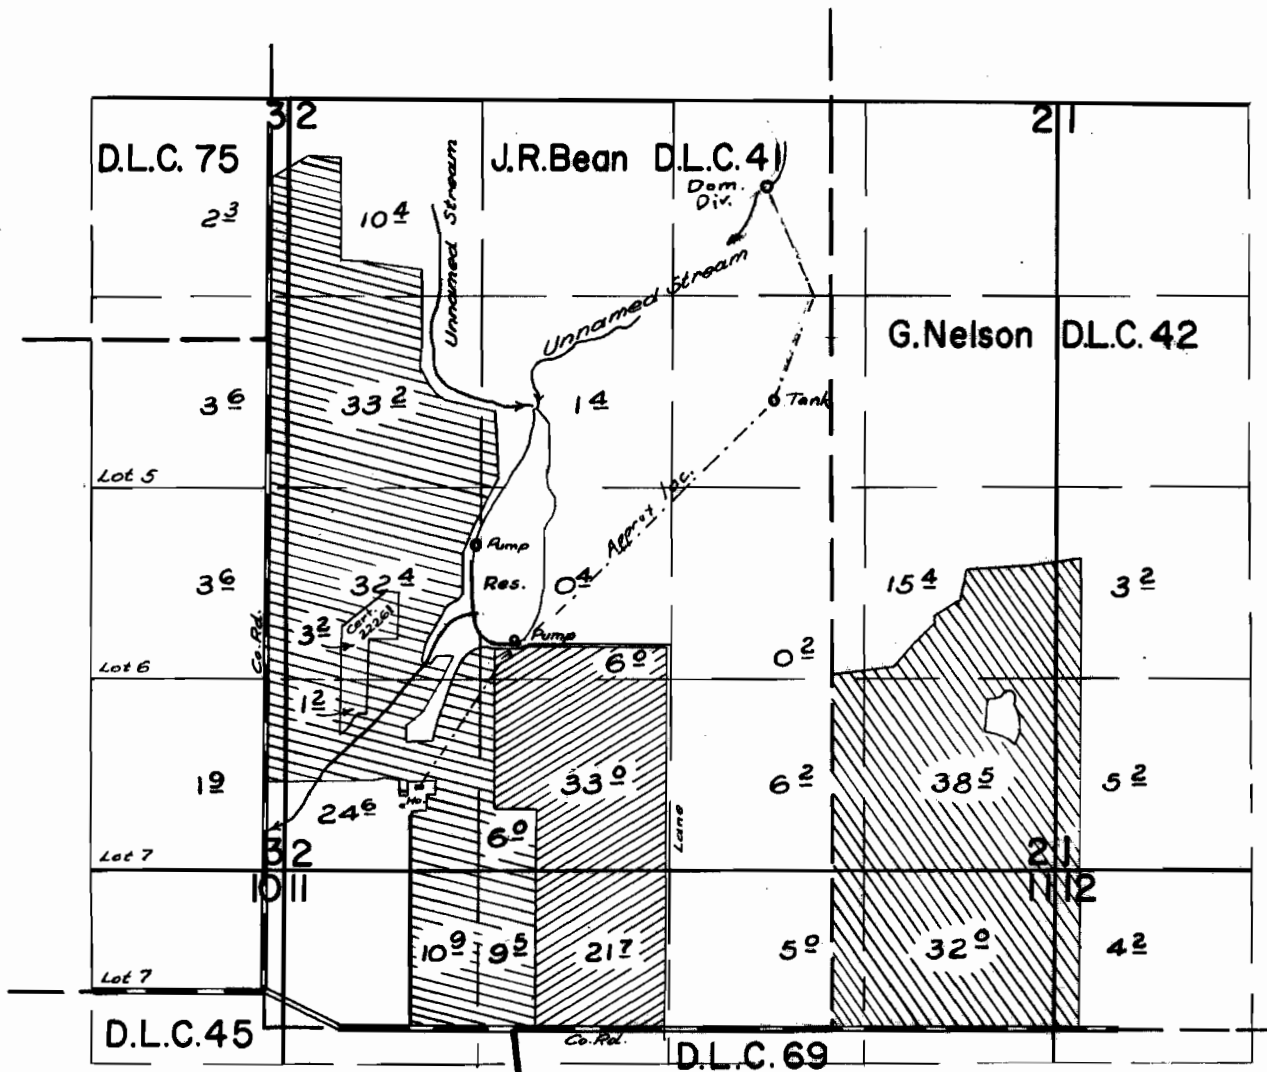 3 2
2 1
D.L.C. 75
J.R.Bean D.L.C. 41
Dom.
Div.
2 3
10 4
Unnamed Stream
Unnamed Stream
G.Nelson D.L.C. 42
3 6
33 2
1 4
Tank
Lot 5
Approx. loc.
Pump
3 6
32 4
Res.
0 4
15 4
3 2
Cert.
22261
3 2
Co. Rd.
Pump
6 0
0 2
Lot 6
1 2
1 9
33 0
6 2
38 5
5 2
Ho.
24 6
6 0
Lane
Lot 7
3 2
2 1
10 11
11 12
10 9
9 5
21 7
5 0
32 0
4 2
Lot 7
D.L.C. 45
Co. Rd.
D.L.C. 69